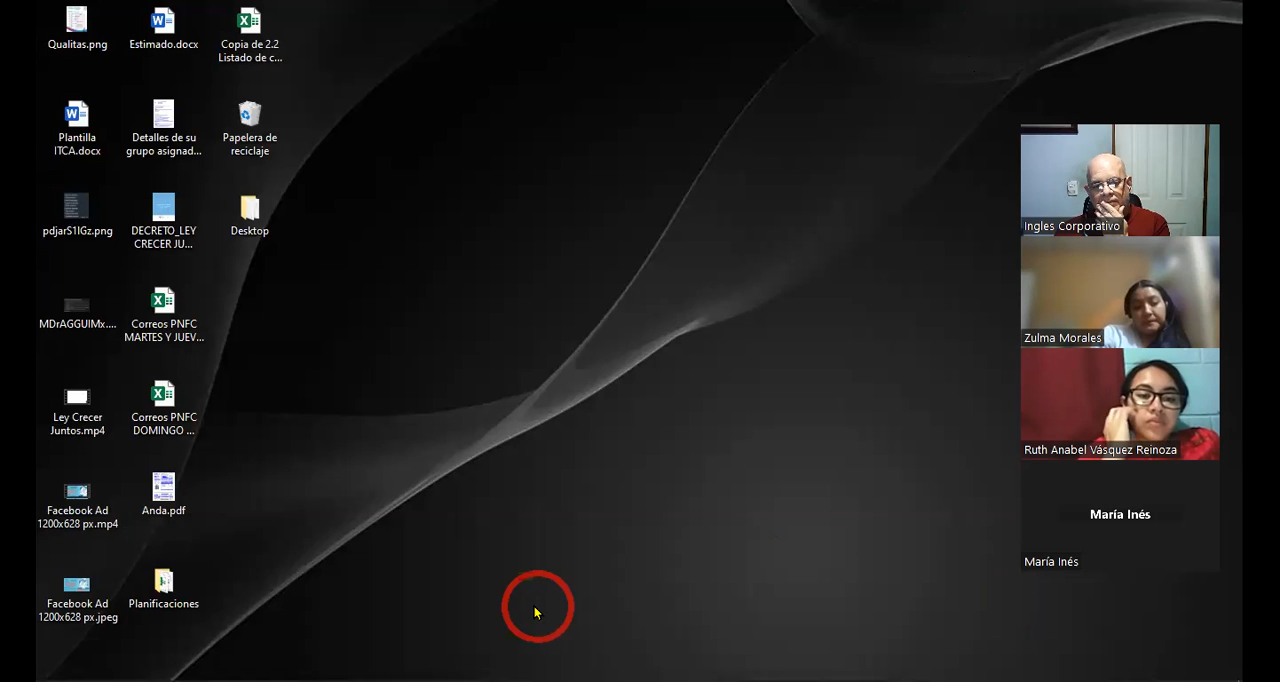 Qualitas.png
Estimado.docx
Copia de 2.2
Listado de c...
Plantilla
ITCA.docx
Detalles de su
grupo asignad...
Papelera de
reciclaje
pdjarS1IGz.png
DECRETO_LEY
CRECER JU...
Desktop
MDrAGGUIMx....
Correos PNFC
MARTES Y JUEV...
Ley Crecer
Juntos.mp4
Correos PNFC
DOMINGO ...
Facebook Ad
1200x628 px.mp4
Anda.pdf
Facebook Ad
1200x628 px.jpeg
Planificaciones
Ingles Corporativo
Zulma Morales
Ruth Anabel Vásquez Reinoza
María Inés
María Inés